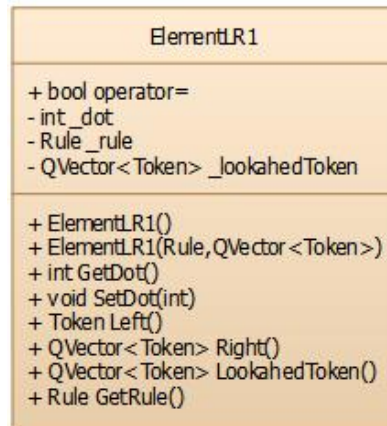 ElementLR1
+ bool operator=
- int _dot
- Rule _rule
- QVector<Token> _lookahedToken
+ ElementLR1()
+ ElementLR1(Rule,QVector<Token>)
+ int GetDot()
+ void SetDot(int)
+ Token Left()
+ QVector<Token> Right()
+ QVector<Token> LookahedToken()
+ Rule GetRule()